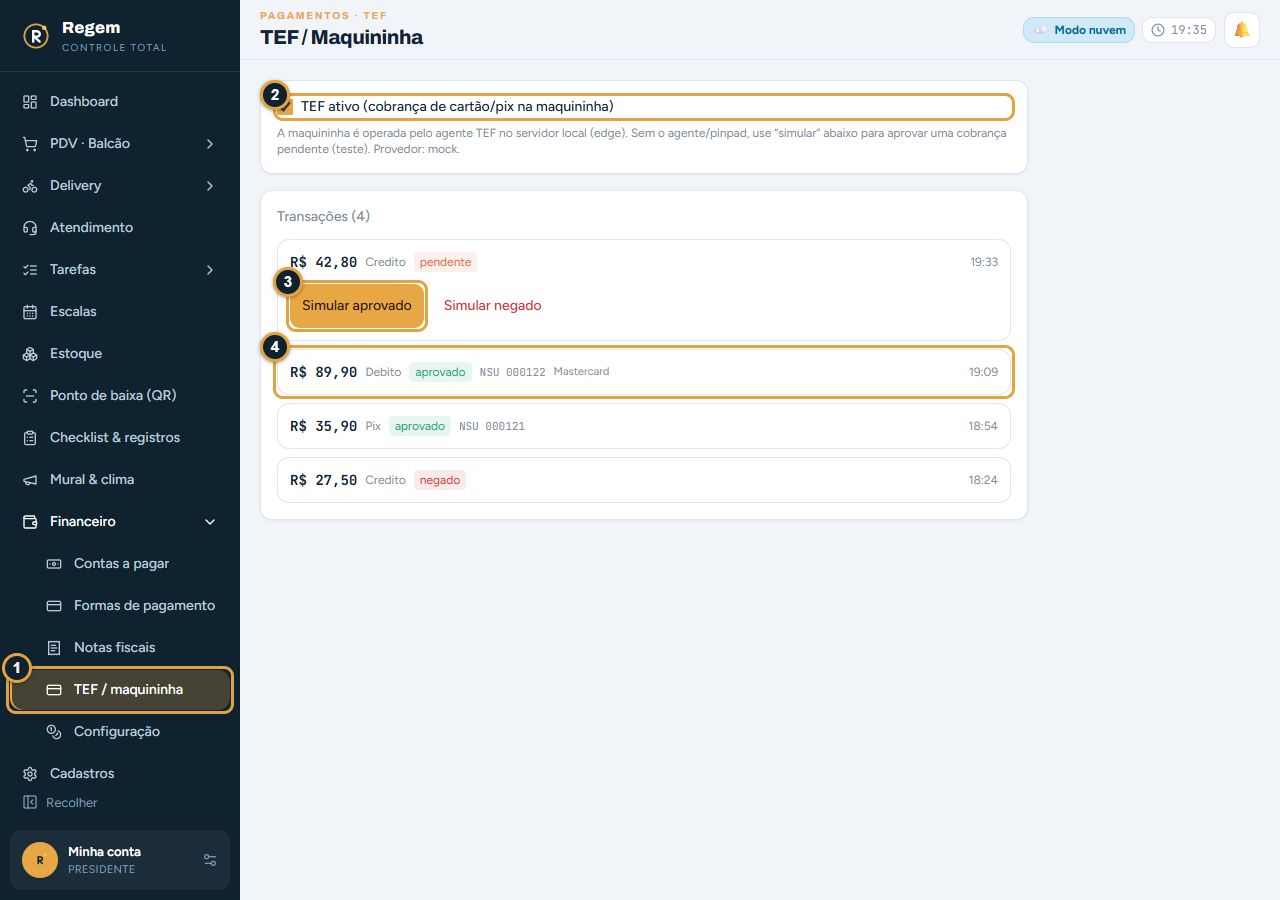 Regem
CONTROLE TOTAL
Dashboard
PDV · Balcão
Delivery
Atendimento
Tarefas
Escalas
Estoque
Ponto de baixa (QR)
Checklist & registros
Mural & clima
Financeiro
Contas a pagar
Formas de pagamento
Notas fiscais
1
TEF / maquininha
Configuração
Cadastros
Recolher
R
Minha conta
PRESIDENTE
PAGAMENTOS · TEF
TEF / Maquininha
Modo nuvem
19:35
2
TEF ativo (cobrança de cartão/pix na maquininha)
A maquininha é operada pelo agente TEF no servidor local (edge). Sem o agente/pinpad, use “simular” abaixo para aprovar uma cobrança
pendente (teste). Provedor: mock.
Transações (4)
R$ 42,80 Credito pendente 19:33
3
Simular aprovado Simular negado
4
R$ 89,90 Debito aprovado NSU 000122 Mastercard 19:09
R$ 35,90 Pix aprovado NSU 000121 18:54
R$ 27,50 Credito negado 18:24